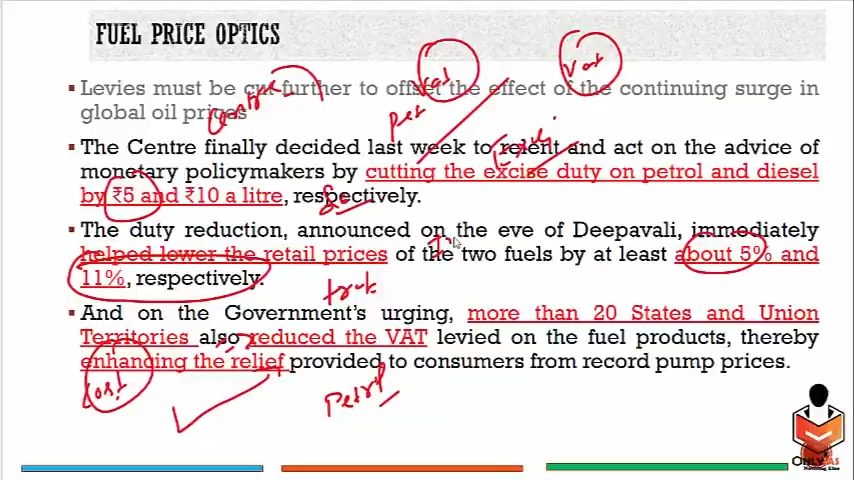 FUEL PRICE OPTICS
Levies must be cut further to offset the effect of the continuing surge in
global oil prices
The Centre finally decided last week to relent and act on the advice of
monetary policymakers by cutting the excise duty on petrol and diesel
by ₹5 and ₹10 a litre, respectively.
The duty reduction, announced on the eve of Deepavali, immediately
helped lower the retail prices of the two fuels by at least about 5% and
11%, respectively.
And on the Government's urging, more than 20 States and Union
Territories also reduced the VAT levied on the fuel products, thereby
enhancing the relief provided to consumers from record pump prices.
Centre
Vat
Cost
Petrol